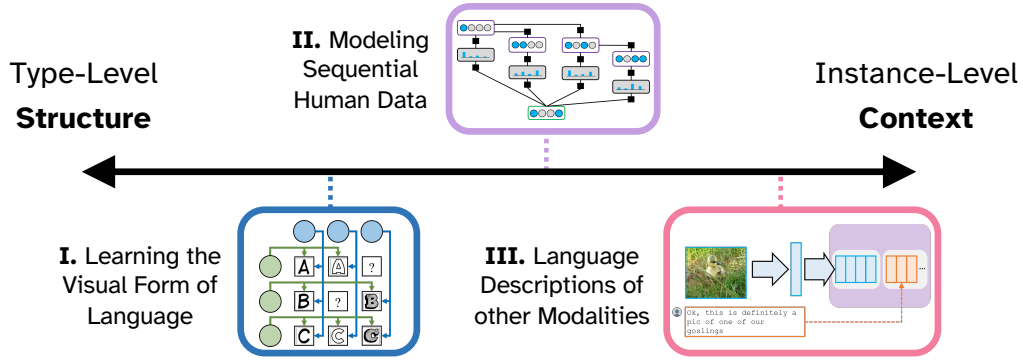 II. Modeling
Sequential
Human Data
Type-Level
Structure
Instance-Level
Context
I. Learning the
Visual Form of
Language
A A ?
B ? B
C C C
III. Language
Descriptions of
other Modalities
...
Ok, this is definitely a
pic of one of our
goslings